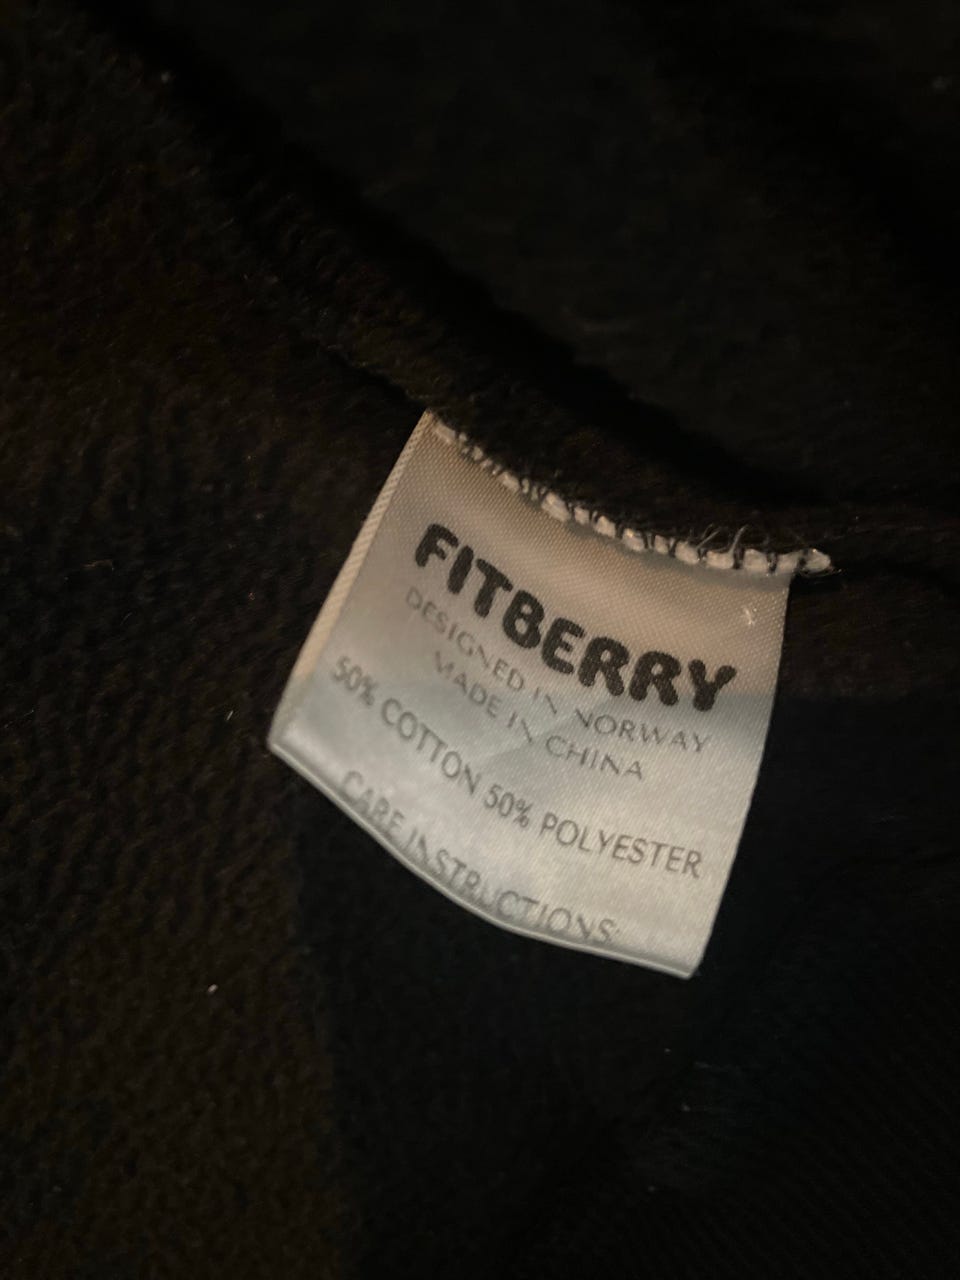 FITBERRY
DESIGNED IN NORWAY
MADE IN CHINA
50% COTTON 50% POLYESTER
CARE INSTRUCTIONS: